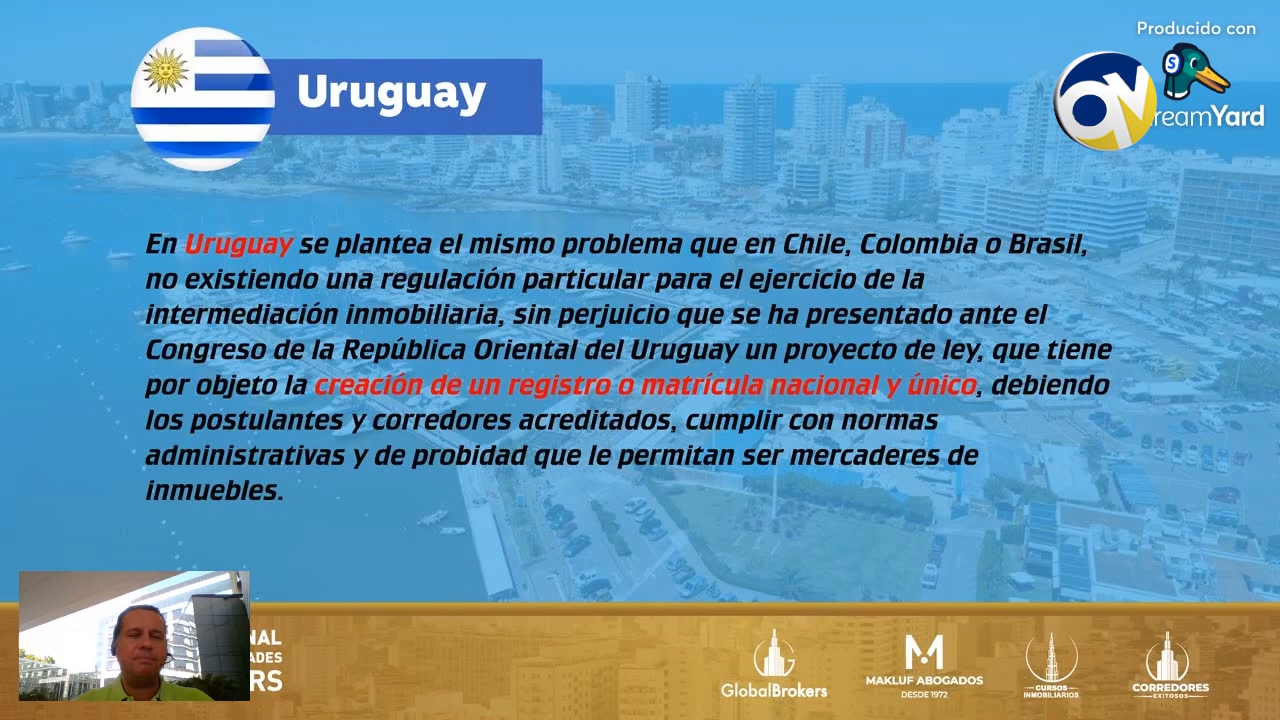 Producido con
Uruguay
reamYard
En Uruguay se plantea el mismo problema que en Chile, Colombia o Brasil,
no existiendo una regulación particular para el ejercicio de la
intermediación inmobiliaria, sin perjuicio que se ha presentado ante el
Congreso de la República Oriental del Uruguay un proyecto de ley, que tiene
por objeto la creación de un registro o matrícula nacional y único, debiendo
los postulantes y corredores acreditados, cumplir con normas
administrativas y de probidad que le permitan ser mercaderes de
inmuebles.
NAL
ADES
RS
GlobalBrokers
MAKLUF ABOGADOS
DESDE 1972
CURSOS
INMOBILIARIOS
CORREDORES
EXITOSOS